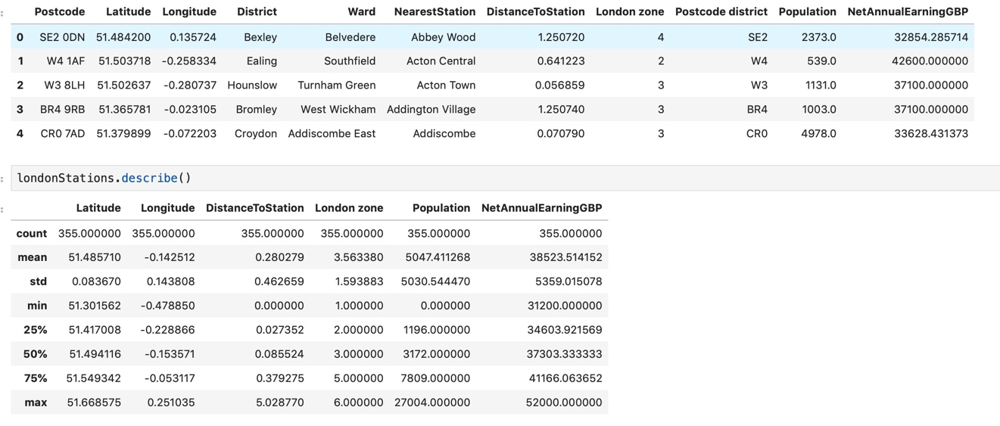 Postcode Latitude Longitude District Ward NearestStation DistanceToStation London zone Postcode district Population NetAnnualEarningGBP
0 SE2 0DN 51.484200 0.135724 Bexley Belvedere Abbey Wood 1.250720 4 SE2 2373.0 32854.285714
1 W4 1AF 51.503718 -0.258334 Ealing Southfield Acton Central 0.641223 2 W4 539.0 42600.000000
2 W3 8LH 51.502637 -0.280737 Hounslow Turnham Green Acton Town 0.056859 3 W3 1131.0 37100.000000
3 BR4 9RB 51.365781 -0.023105 Bromley West Wickham Addington Village 1.250740 3 BR4 1003.0 37100.000000
4 CR0 7AD 51.379899 -0.072203 Croydon Addiscombe East Addiscombe 0.070790 3 CR0 4978.0 33628.431373
londonStations.describe()
Latitude Longitude DistanceToStation London zone Population NetAnnualEarningGBP
count 355.000000 355.000000 355.000000 355.000000 355.000000 355.000000
mean 51.485710 -0.142512 0.280279 3.563380 5047.411268 38523.514152
std 0.083670 0.143808 0.462659 1.593883 5030.544470 5359.015078
min 51.301562 -0.478850 0.000000 1.000000 0.000000 31200.000000
25% 51.417008 -0.228866 0.027352 2.000000 1196.000000 34603.921569
50% 51.494116 -0.153571 0.085524 3.000000 3172.000000 37303.333333
75% 51.549342 -0.053117 0.379275 5.000000 7809.000000 41166.063652
max 51.668575 0.251035 5.028770 6.000000 27004.000000 52000.000000